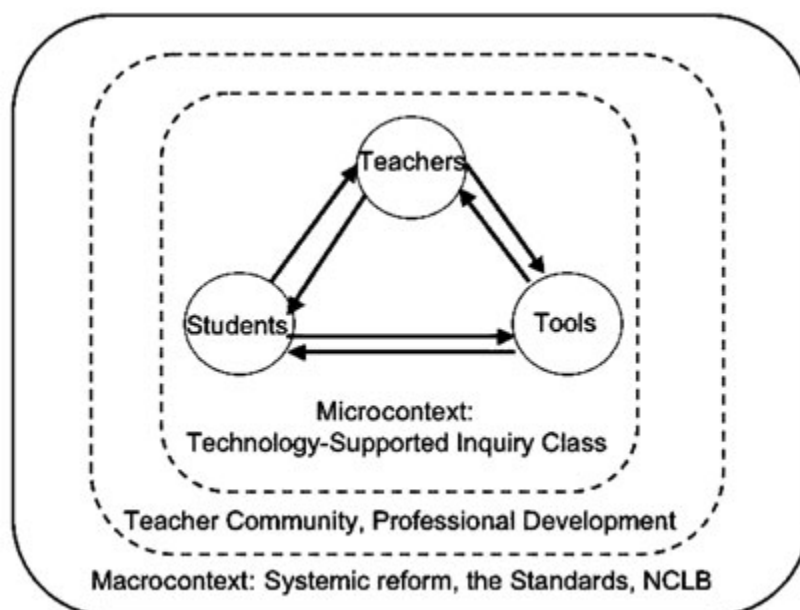 Teachers
Students
Tools
Microcontext:
Technology-Supported Inquiry Class
Teacher Community, Professional Development
Macrocontext: Systemic reform, the Standards, NCLB